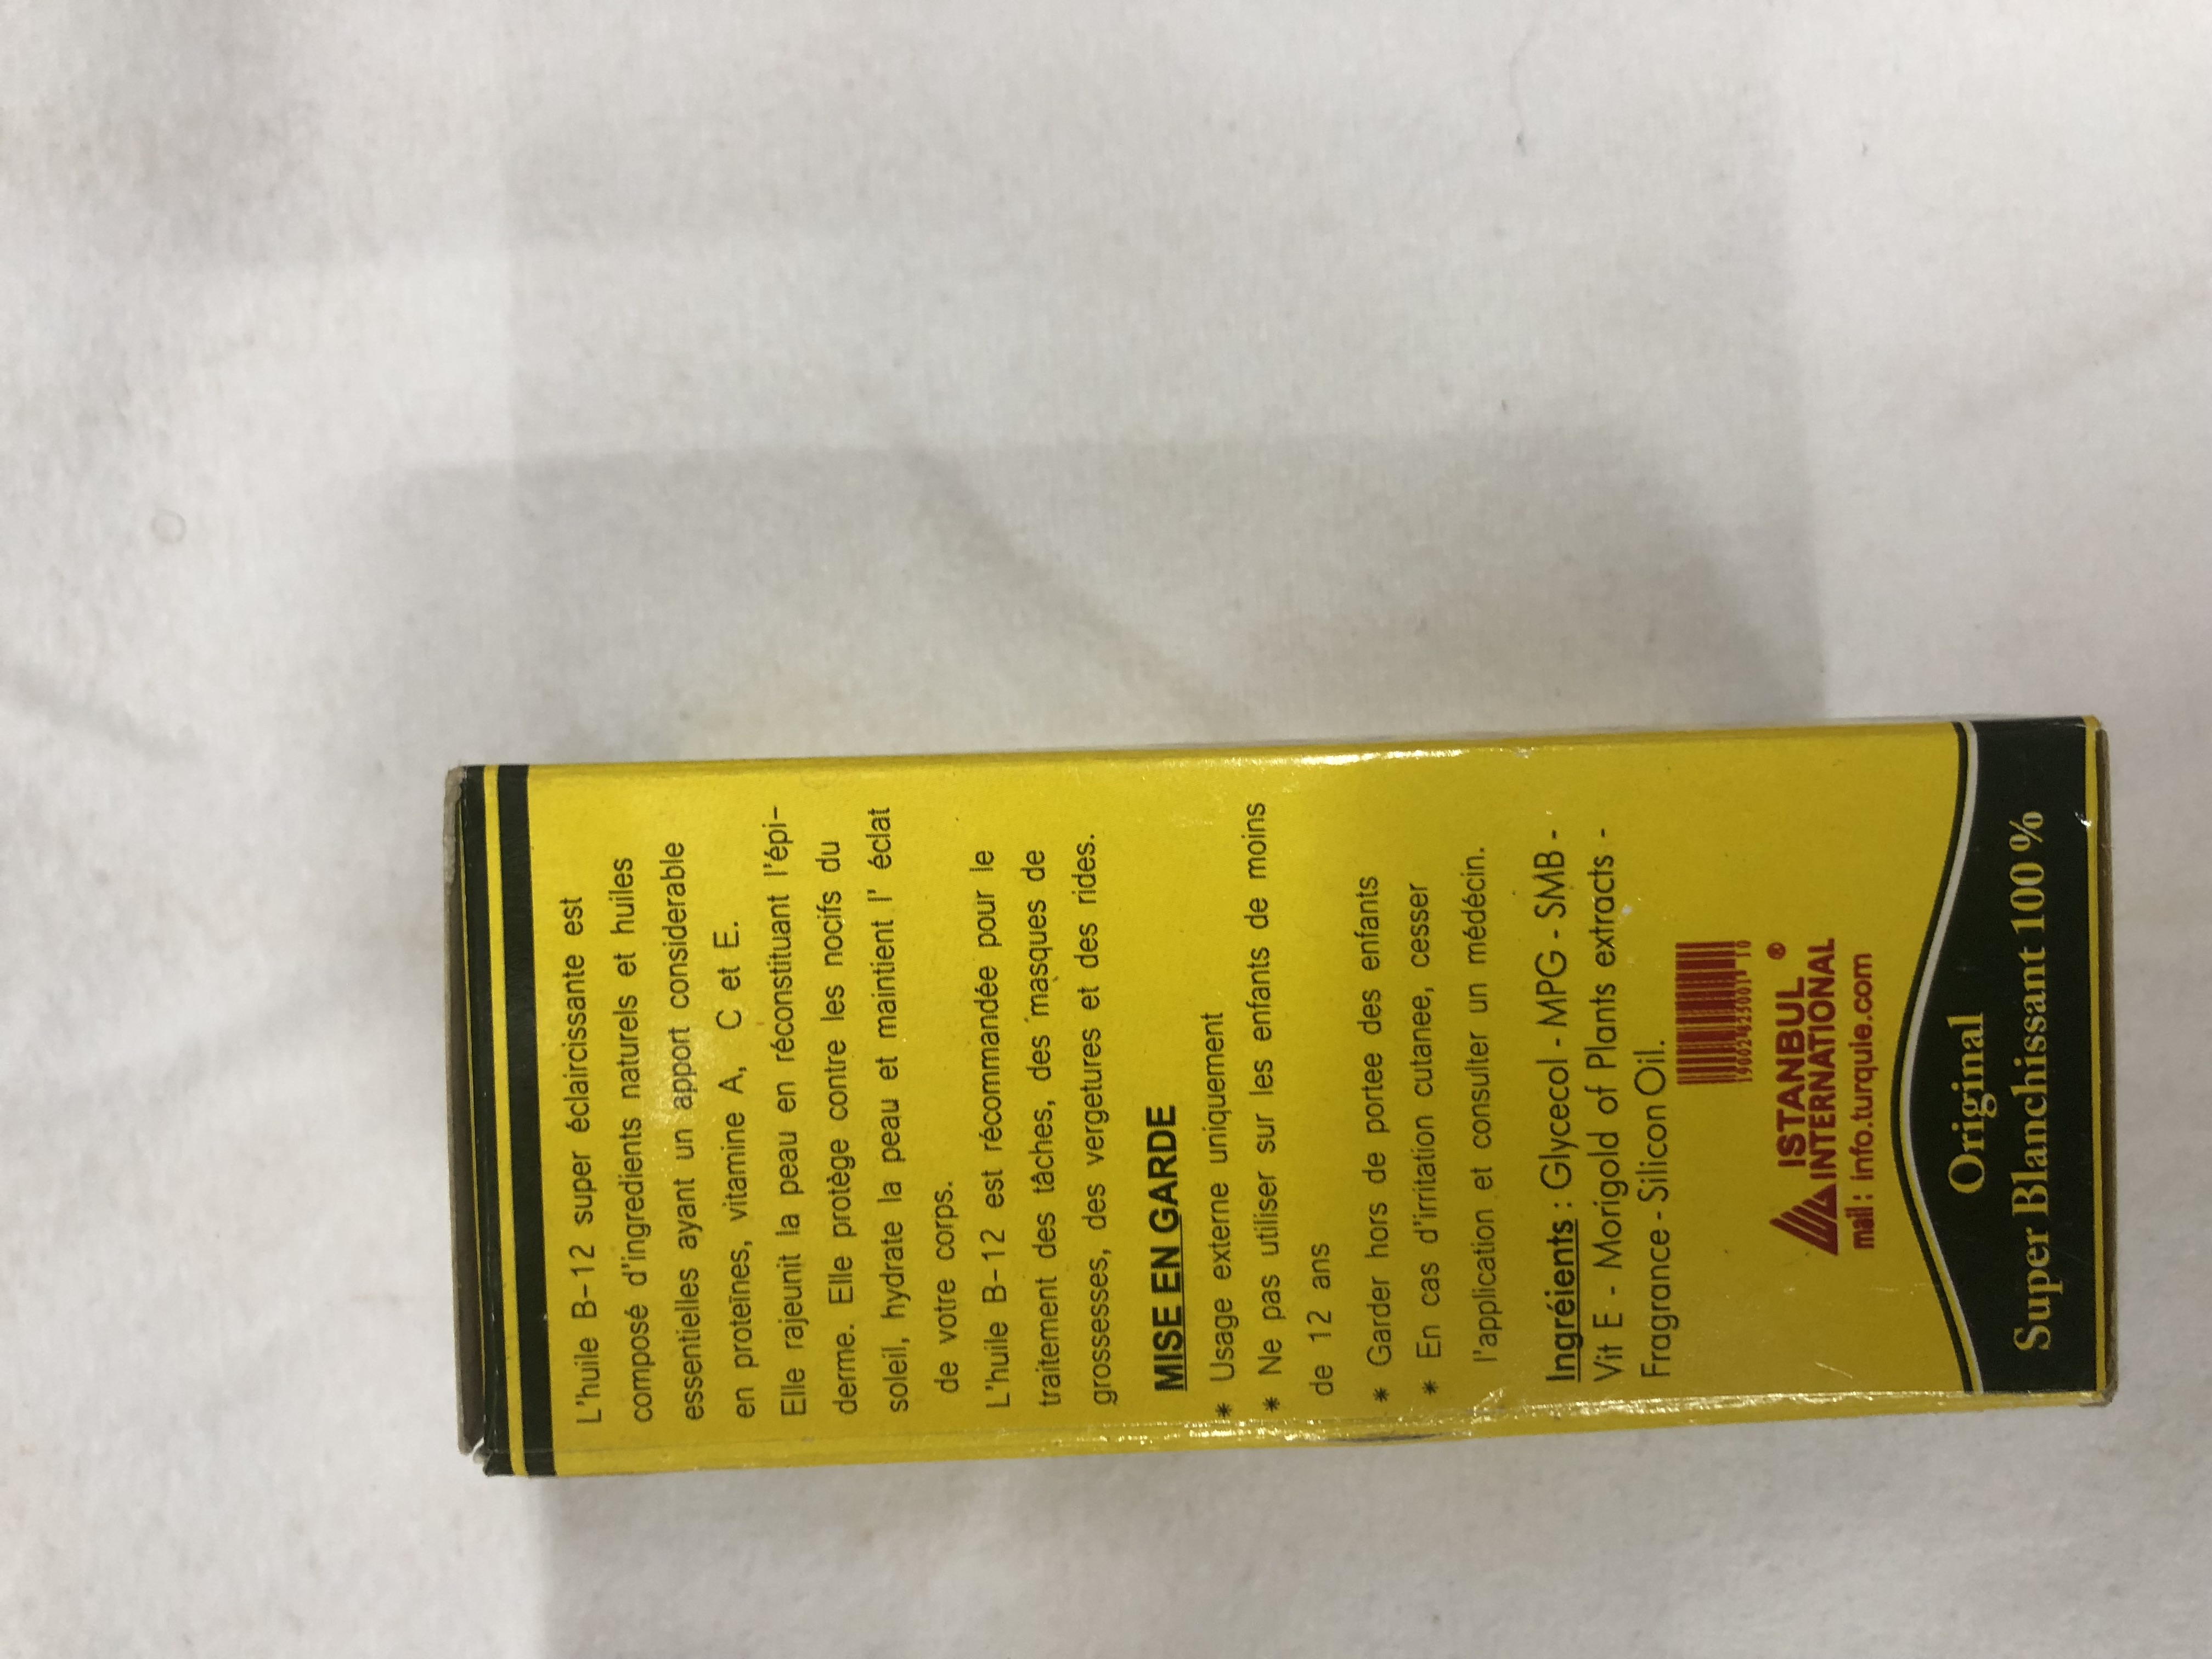 L'huile B-12 super éclaircissante est
composé d'ingredients naturels et huiles
essentielles ayant un apport considerable
en proteïnes, vitamine A, C et E.
Elle rajeunit la peau en réconstituant l'épi-
derme. Elle protège contre les nocifs du
soleil, hydrate la peau et maintient l' éclat
de votre corps.
L'huile B-12 est récommandée pour le
traitement des tâches, des masques de
grossesses, des vergetures et des rides.
MISE EN GARDE
* Usage externe uniquement
* Ne pas utiliser sur les enfants de moins
de 12 ans
* Garder hors de portee des enfants
* En cas d'irritation cutanee, cesser
l'application et consulter un médécin.
Ingréients : Glycecol - MPG - SMB -
Vit E - Morigold of Plants extracts -
Fragrance - Silicon Oil.
ISTANBUL ®
INTERNATIONAL
mail : info.turquie.com
Original
Super Blanchissant 100 %